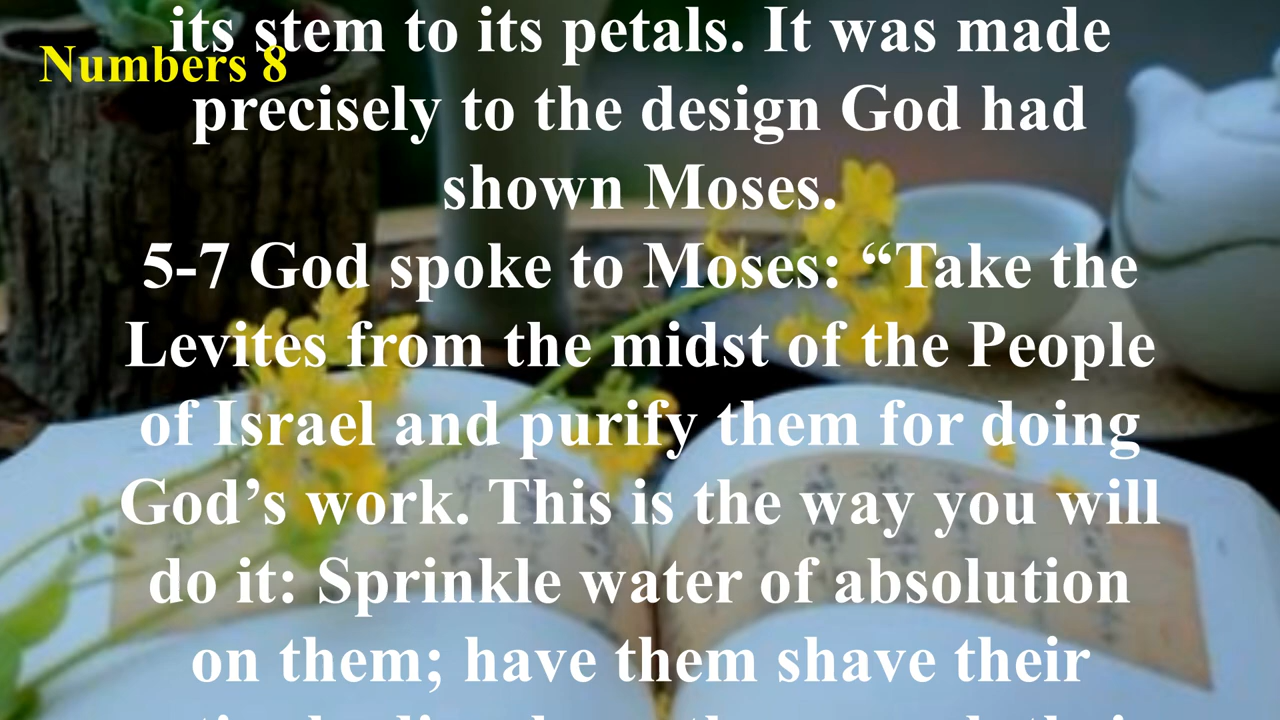 its stem to its petals. It was made
Numbers 8
precisely to the design God had
shown Moses.
5-7 God spoke to Moses: “Take the
Levites from the midst of the People
of Israel and purify them for doing
God’s work. This is the way you will
do it: Sprinkle water of absolution
on them; have them shave their